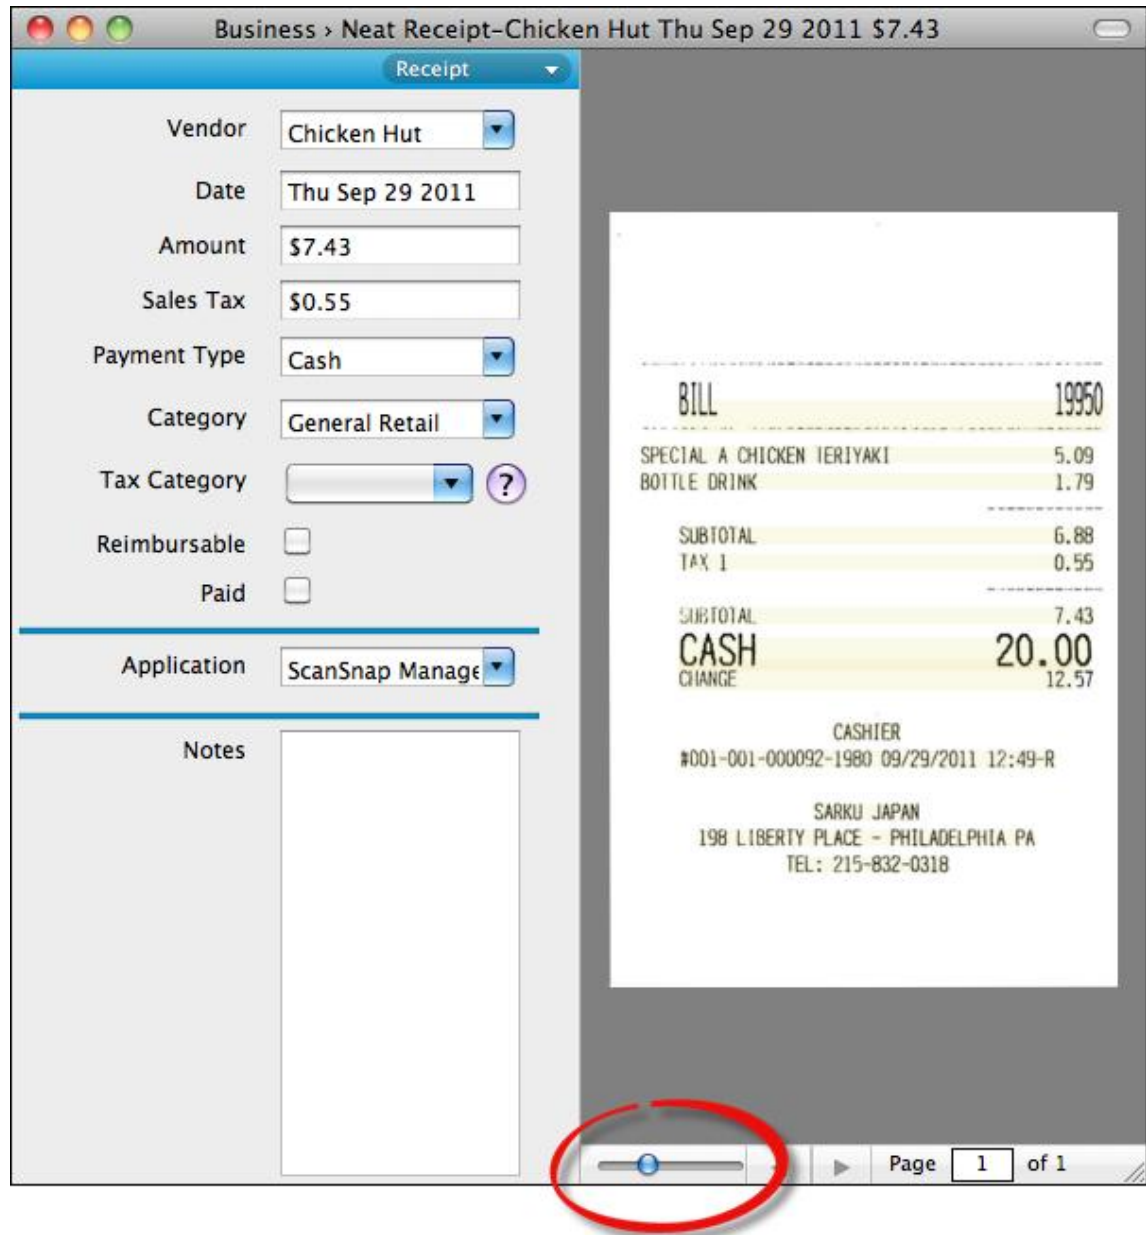 Business › Neat Receipt-Chicken Hut Thu Sep 29 2011 $7.43
Receipt
Vendor Chicken Hut
Date Thu Sep 29 2011
Amount $7.43
Sales Tax $0.55
Payment Type Cash
Category General Retail
Tax Category ?
Reimbursable
Paid
Application ScanSnap Manage
Notes
BILL 19950
SPECIAL A CHICKEN TERIYAKI 5.09
BOTTLE DRINK 1.79
SUBTOTAL 6.88
TAX 1 0.55
SUBTOTAL 7.43
CASH 20.00
CHANGE 12.57
CASHIER
#001-001-000092-1980 09/29/2011 12:49-R
SARKU JAPAN
198 LIBERTY PLACE - PHILADELPHIA PA
TEL: 215-832-0318
Page 1 of 1